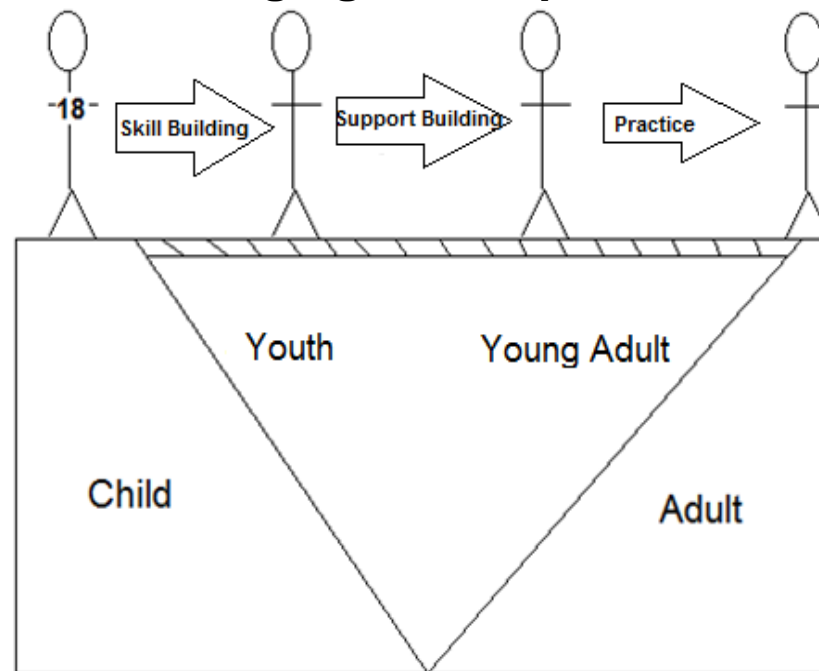 18
Skill Building
Support Building
Practice
Youth
Young Adult
Child
Adult